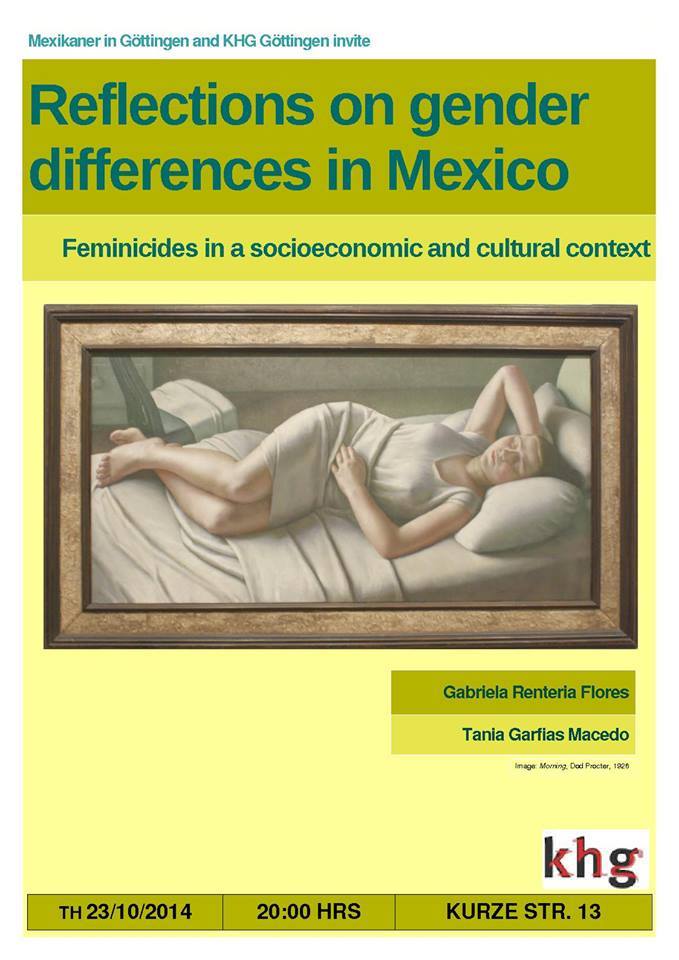 Mexikaner in Göttingen and KHG Göttingen invite
Reflections on gender
differences in Mexico
Feminicides in a socioeconomic and cultural context
Gabriela Renteria Flores
Tania Garfias Macedo
Image: Morning, Dod Procter, 1926
khg
TH 23/10/2014 20:00 HRS KURZE STR. 13